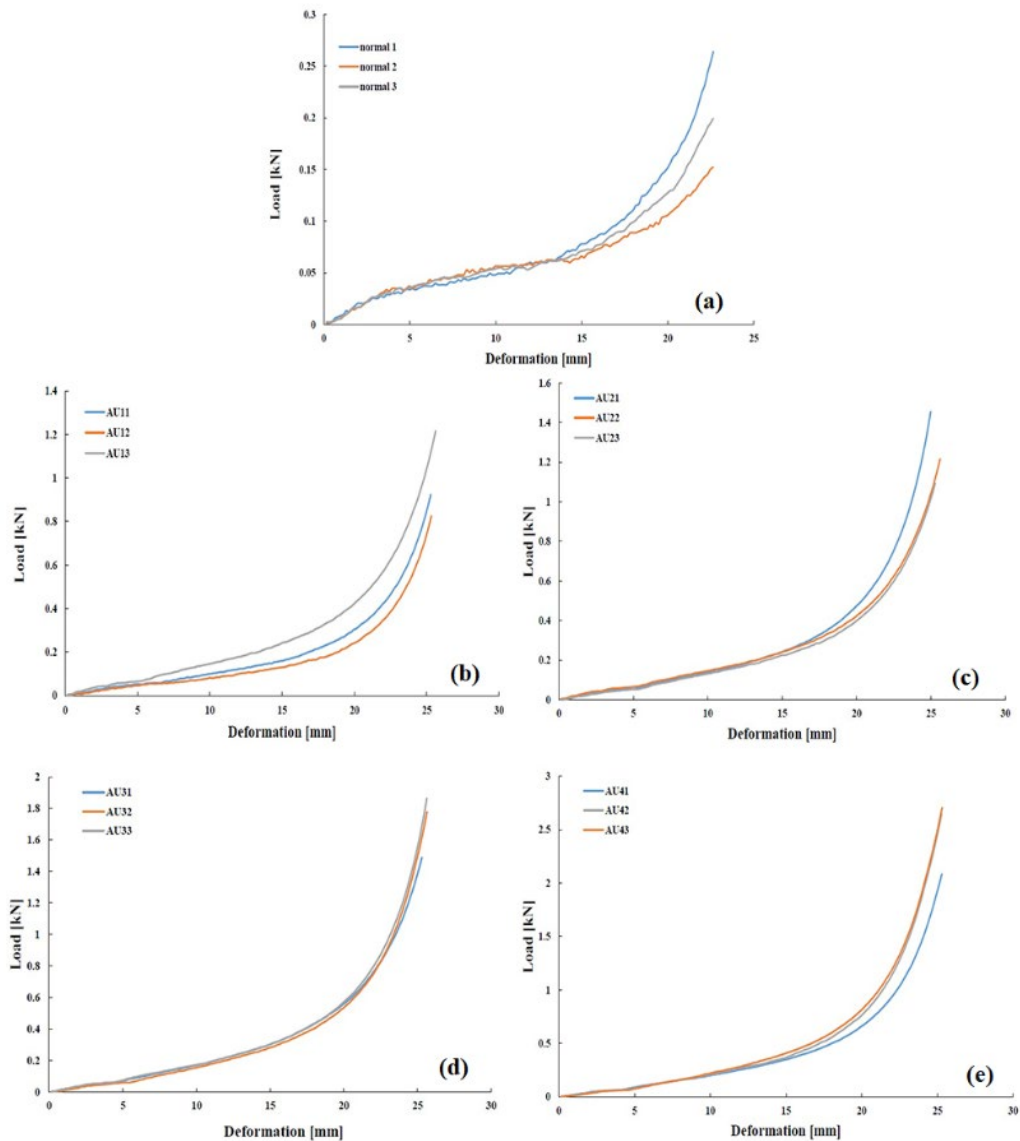 0.3
normal 1
normal 2
normal 3
0.25
0.2
0.15
0.1
0.05
0
Load [kN]
0 5 10 15 20 25
Deformation [mm]
(a)
1.4
AU11
AU12
AU13
1.2
1
0.8
0.6
0.4
0.2
0
Load [kN]
0 5 10 15 20 25 30
Deformation [mm]
(b)
1.6
AU21
AU22
AU23
1.4
1.2
1
0.8
0.6
0.4
0.2
0
Load [kN]
0 5 10 15 20 25 30
Deformation [mm]
(c)
2
AU31
AU32
AU33
1.8
1.6
1.4
1.2
1
0.8
0.6
0.4
0.2
0
Load [kN]
0 5 10 15 20 25 30
Deformation [mm]
(d)
3
AU41
AU42
AU43
2.5
2
1.5
1
0.5
0
Load [kN]
0 5 10 15 20 25 30
Deformation [mm]
(e)